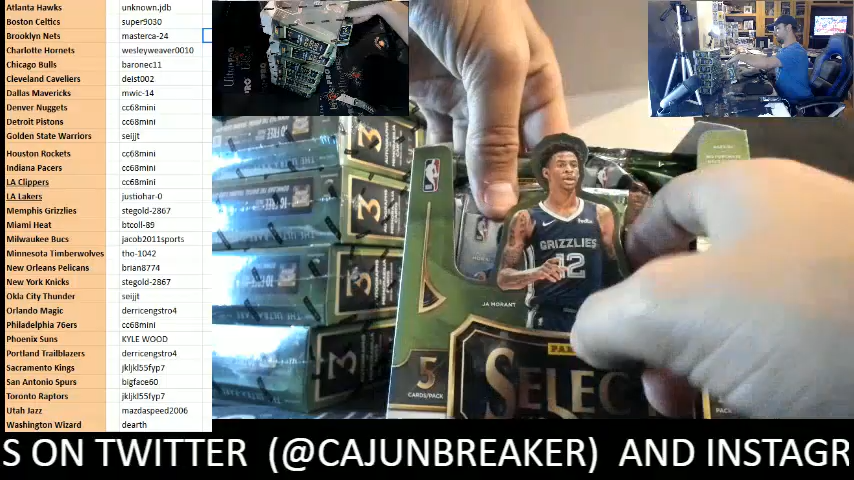 Atlanta Hawks unknown.jdb
Boston Celtics super9030
Brooklyn Nets masterca-24
Charlotte Hornets wesleyweaver0010
Chicago Bulls baronec11
Cleveland Cavaliers deist002
Dallas Mavericks mwic-14
Denver Nuggets cc68mini
Detroit Pistons cc68mini
Golden State Warriors seijjt
Houston Rockets cc68mini
Indiana Pacers cc68mini
LA Clippers cc68mini
LA Lakers justiohar-0
Memphis Grizzlies stegold-2867
Miami Heat btcoll-89
Milwaukee Bucs jacob2011sports
Minnesota Timberwolves tho-1042
New Orleans Pelicans brian8774
New York Knicks stegold-2867
Okla City Thunder seijjt
Orlando Magic derricengstro4
Philadelphia 76ers cc68mini
Phoenix Suns KYLE WOOD
Portland Trailblazers derricengstro4
Sacramento Kings jkljkl55fyp7
San Antonio Spurs bigface60
Toronto Raptors jkljkl55fyp7
Utah Jazz mazdaspeed2006
Washington Wizard dearth
3
3
3
3
GRIZZLIES
12
JA MORANT
SELEC
5
CARDS/PACK
S ON TWITTER (@CAJUNBREAKER) AND INSTAGR